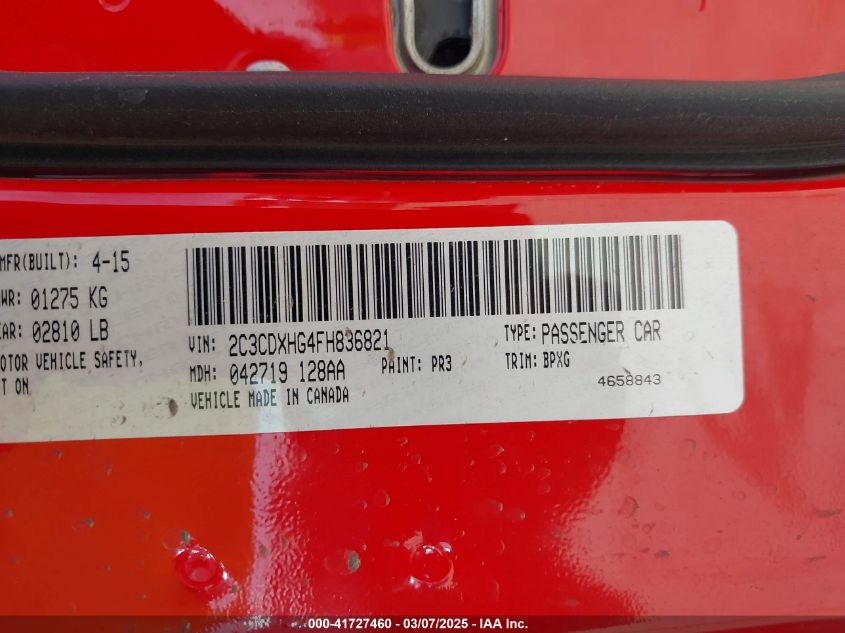 MFR(BUILT): 4-15
WR: 01275 KG
EAR: 02810 LB
OTOR VEHICLE SAFETY,
T ON
VIN: 2C3CDXHG4FH836821
TYPE: PASSENGER CAR
MDH: 042719 128AA
PAINT: PR3
TRIM: BPXG
VEHICLE MADE IN CANADA
4658843
000-41727460 - 03/07/2025 - IAA Inc.